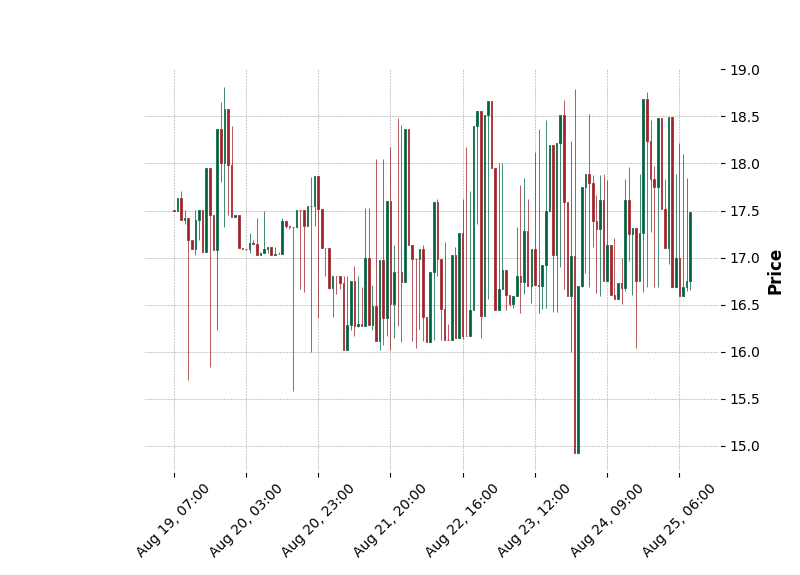 19.0
18.5
18.0
17.5
17.0
16.5
16.0
15.5
15.0
Price
Aug 19, 07:00
Aug 20, 03:00
Aug 20, 23:00
Aug 21, 20:00
Aug 22, 16:00
Aug 23, 12:00
Aug 24, 09:00
Aug 25, 06:00